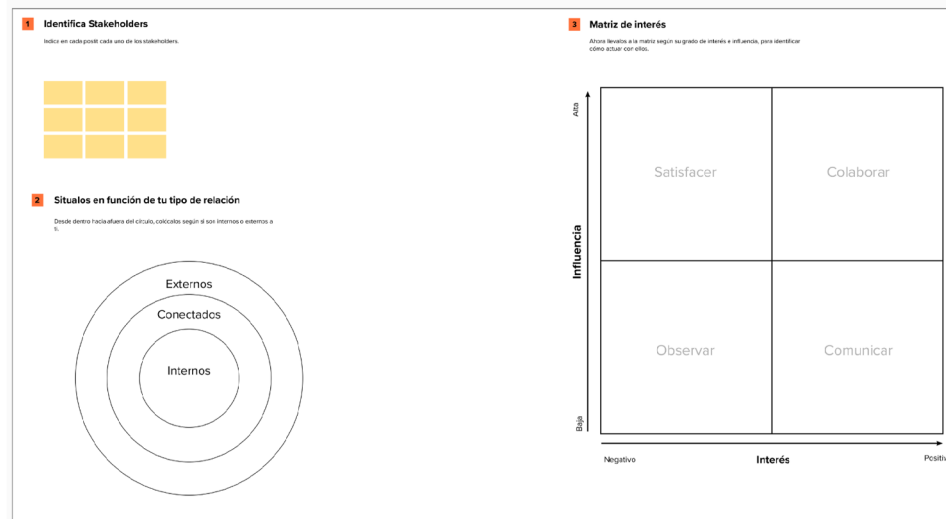 1 Identifica Stakeholders
Indica en cada postit cada uno de los stakeholders.
2 Situalos en función de tu tipo de relación
Desde dentro hacia afuera del círculo, colócalos según si son internos o externos a
ti.
Externos
Conectados
Internos
3 Matriz de interés
Ahora llevalos a la matriz según su grado de interés e influencia, para identificar
cómo actuar con ellos.
Alta
Influencia
Baja
Satisfacer
Colaborar
Observar
Comunicar
Negativo
Interés
Positiv